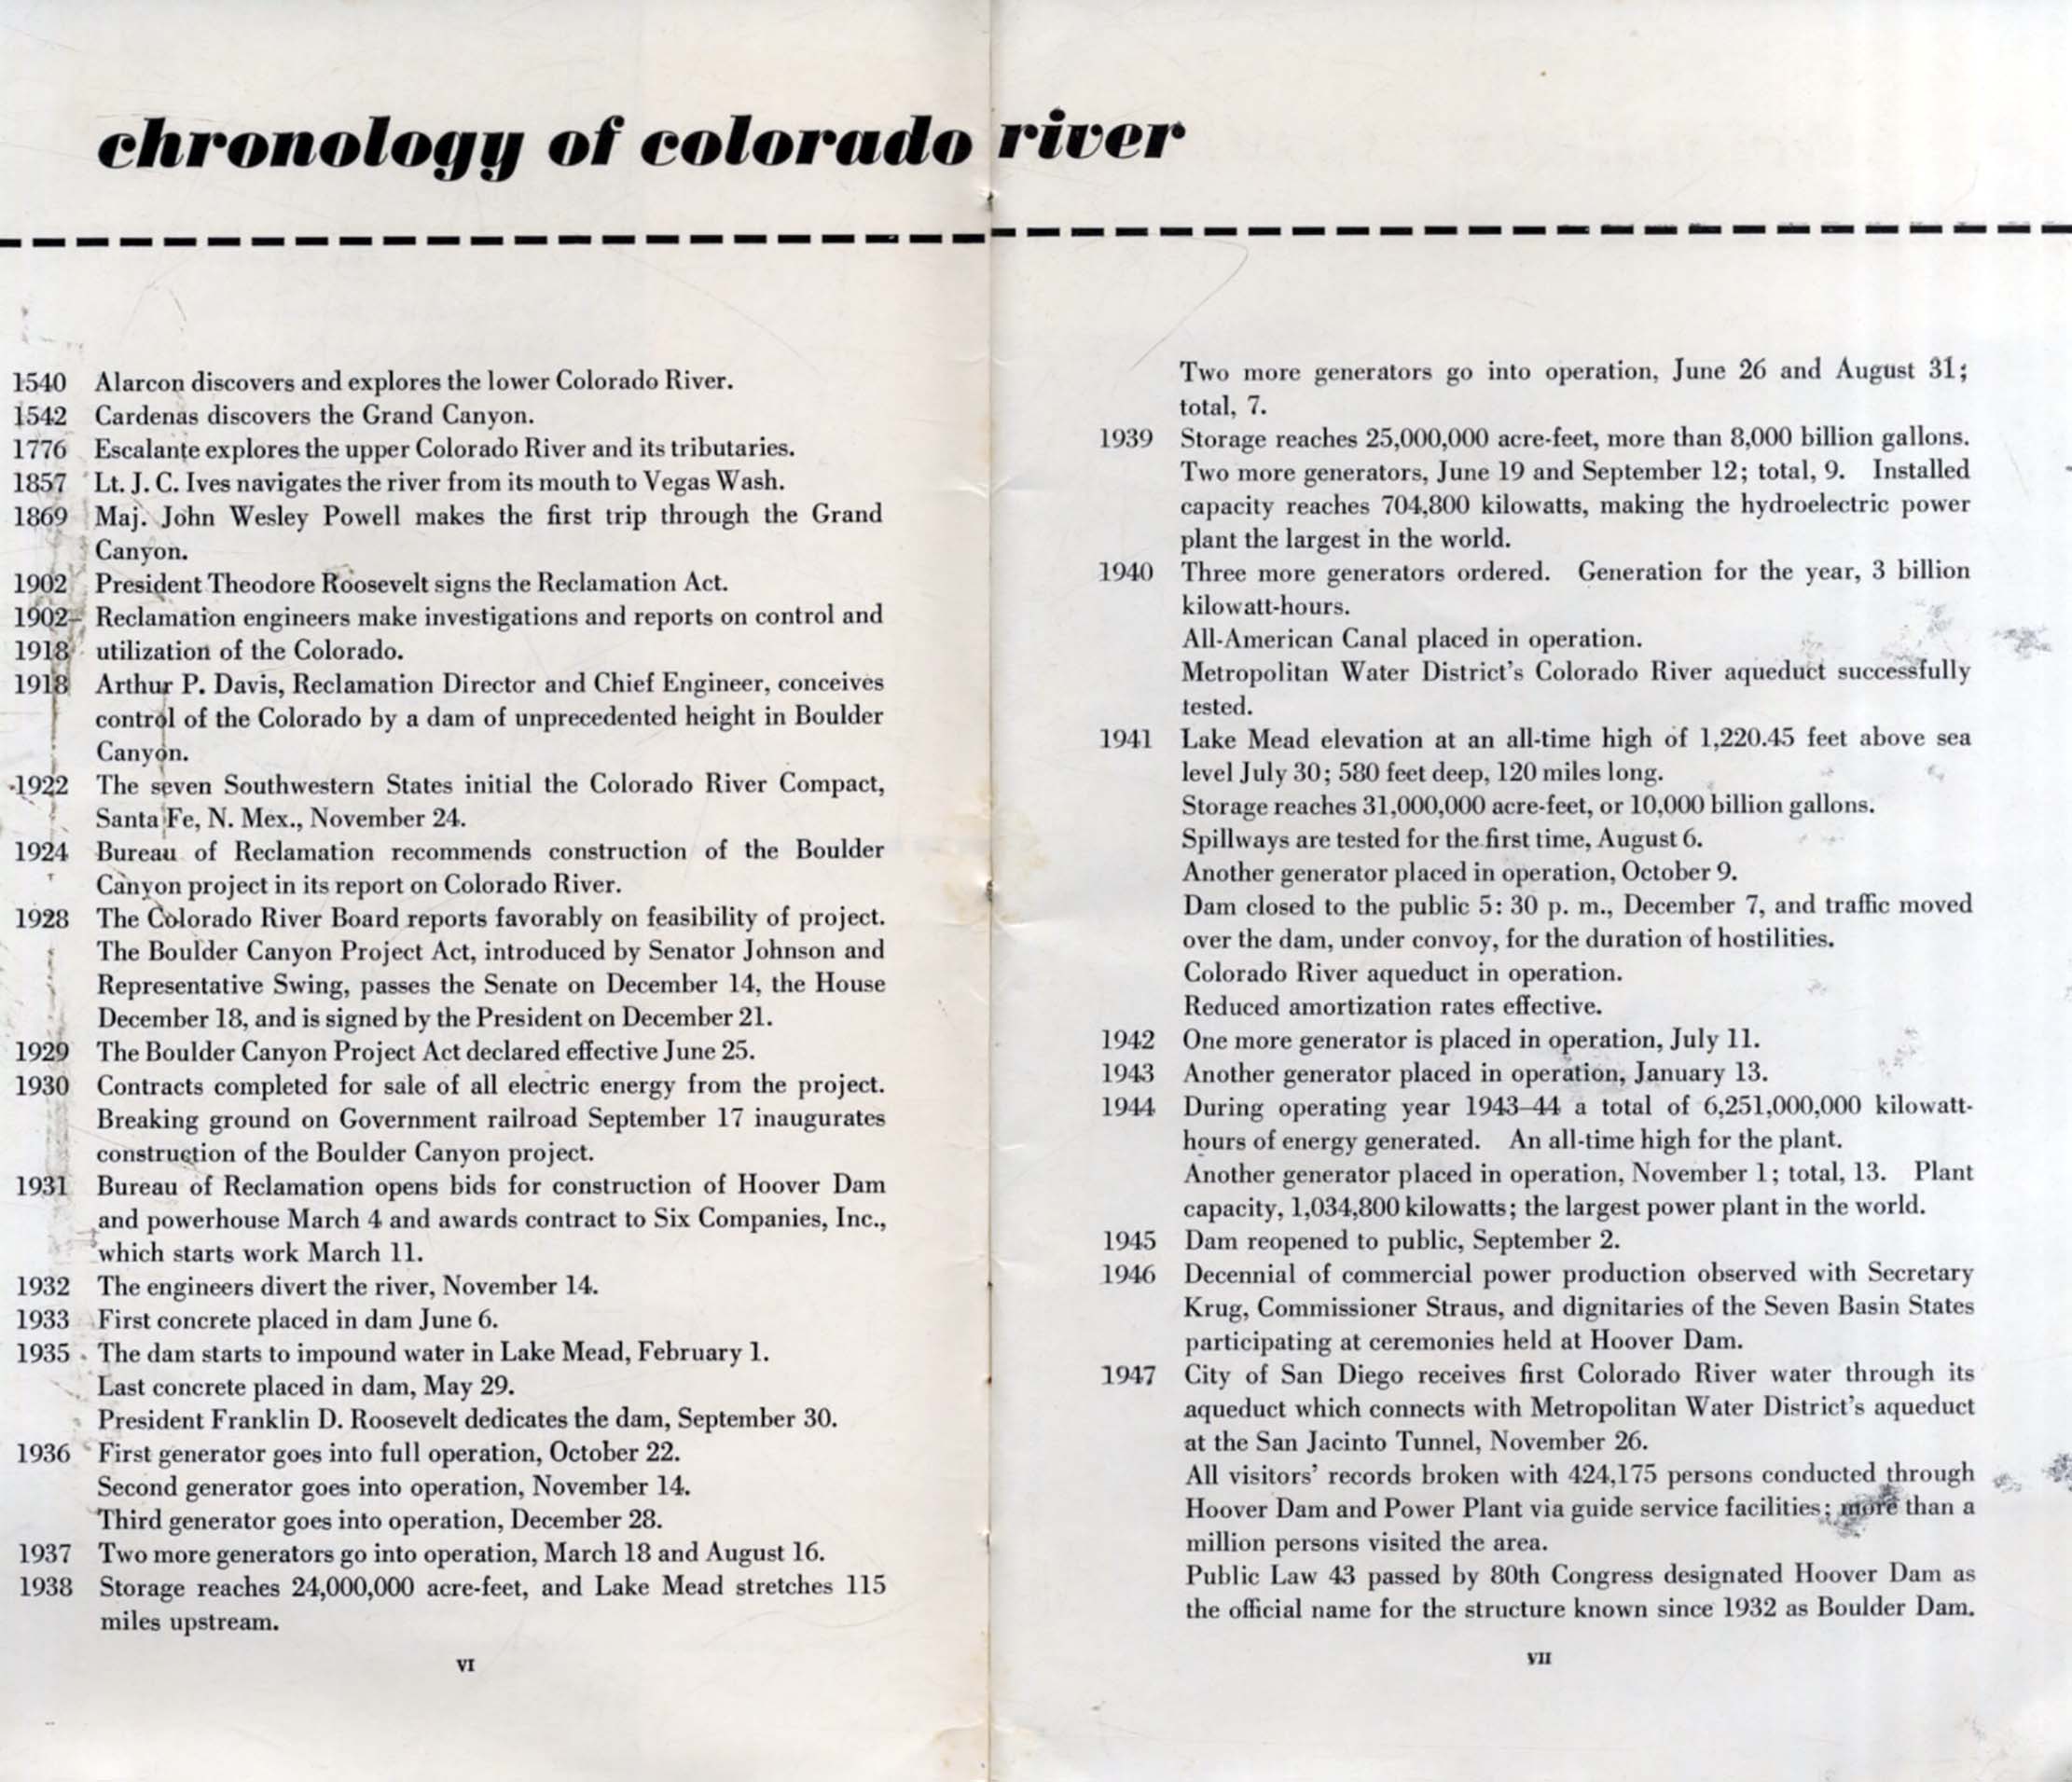 chronology of colorado river
1540 Alarcon discovers and explores the lower Colorado River.
1542 Cardenas discovers the Grand Canyon.
1776 Escalante explores the upper Colorado River and its tributaries.
1857 Lt. J. C. Ives navigates the river from its mouth to Vegas Wash.
1869 Maj. John Wesley Powell makes the first trip through the Grand
Canyon.
1902 President Theodore Roosevelt signs the Reclamation Act.
1902– Reclamation engineers make investigations and reports on control and
1918 utilization of the Colorado.
1918 Arthur P. Davis, Reclamation Director and Chief Engineer, conceives
control of the Colorado by a dam of unprecedented height in Boulder
Canyon.
1922 The seven Southwestern States initial the Colorado River Compact,
Santa Fe, N. Mex., November 24.
1924 Bureau of Reclamation recommends construction of the Boulder
Canyon project in its report on Colorado River.
1928 The Colorado River Board reports favorably on feasibility of project.
The Boulder Canyon Project Act, introduced by Senator Johnson and
Representative Swing, passes the Senate on December 14, the House
December 18, and is signed by the President on December 21.
1929 The Boulder Canyon Project Act declared effective June 25.
1930 Contracts completed for sale of all electric energy from the project.
Breaking ground on Government railroad September 17 inaugurates
construction of the Boulder Canyon project.
1931 Bureau of Reclamation opens bids for construction of Hoover Dam
and powerhouse March 4 and awards contract to Six Companies, Inc.,
which starts work March 11.
1932 The engineers divert the river, November 14.
1933 First concrete placed in dam June 6.
1935 The dam starts to impound water in Lake Mead, February 1.
Last concrete placed in dam, May 29.
President Franklin D. Roosevelt dedicates the dam, September 30.
1936 First generator goes into full operation, October 22.
Second generator goes into operation, November 14.
Third generator goes into operation, December 28.
1937 Two more generators go into operation, March 18 and August 16.
1938 Storage reaches 24,000,000 acre-feet, and Lake Mead stretches 115
miles upstream.
VI
Two more generators go into operation, June 26 and August 31;
total, 7.
1939 Storage reaches 25,000,000 acre-feet, more than 8,000 billion gallons.
Two more generators, June 19 and September 12; total, 9. Installed
capacity reaches 704,800 kilowatts, making the hydroelectric power
plant the largest in the world.
1940 Three more generators ordered. Generation for the year, 3 billion
kilowatt-hours.
All-American Canal placed in operation.
Metropolitan Water District's Colorado River aqueduct successfully
tested.
1941 Lake Mead elevation at an all-time high of 1,220.45 feet above sea
level July 30; 580 feet deep, 120 miles long.
Storage reaches 31,000,000 acre-feet, or 10,000 billion gallons.
Spillways are tested for the first time, August 6.
Another generator placed in operation, October 9.
Dam closed to the public 5: 30 p. m., December 7, and traffic moved
over the dam, under convoy, for the duration of hostilities.
Colorado River aqueduct in operation.
Reduced amortization rates effective.
1942 One more generator is placed in operation, July 11.
1943 Another generator placed in operation, January 13.
1944 During operating year 1943–44 a total of 6,251,000,000 kilowatt-
hours of energy generated. An all-time high for the plant.
Another generator placed in operation, November 1; total, 13. Plant
capacity, 1,034,800 kilowatts; the largest power plant in the world.
1945 Dam reopened to public, September 2.
1946 Decennial of commercial power production observed with Secretary
Krug, Commissioner Straus, and dignitaries of the Seven Basin States
participating at ceremonies held at Hoover Dam.
1947 City of San Diego receives first Colorado River water through its
aqueduct which connects with Metropolitan Water District's aqueduct
at the San Jacinto Tunnel, November 26.
All visitors' records broken with 424,175 persons conducted through
Hoover Dam and Power Plant via guide service facilities; more than a
million persons visited the area.
Public Law 43 passed by 80th Congress designated Hoover Dam as
the official name for the structure known since 1932 as Boulder Dam.
VII